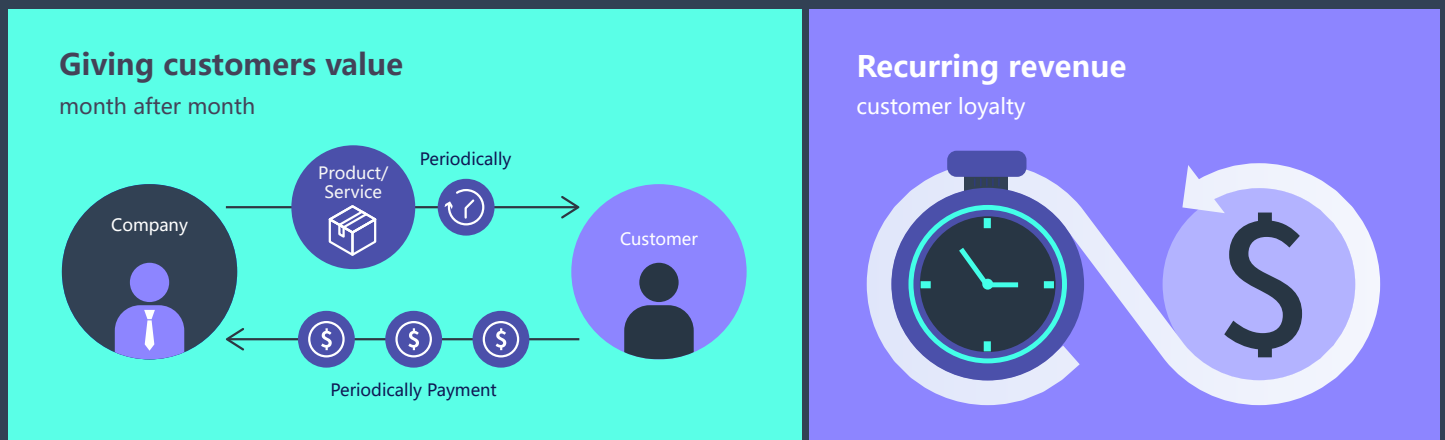 Giving customers value
month after month
Periodically
Product/
Service
Company
Customer
$ $ $
Periodically Payment
Recurring revenue
customer loyalty
$